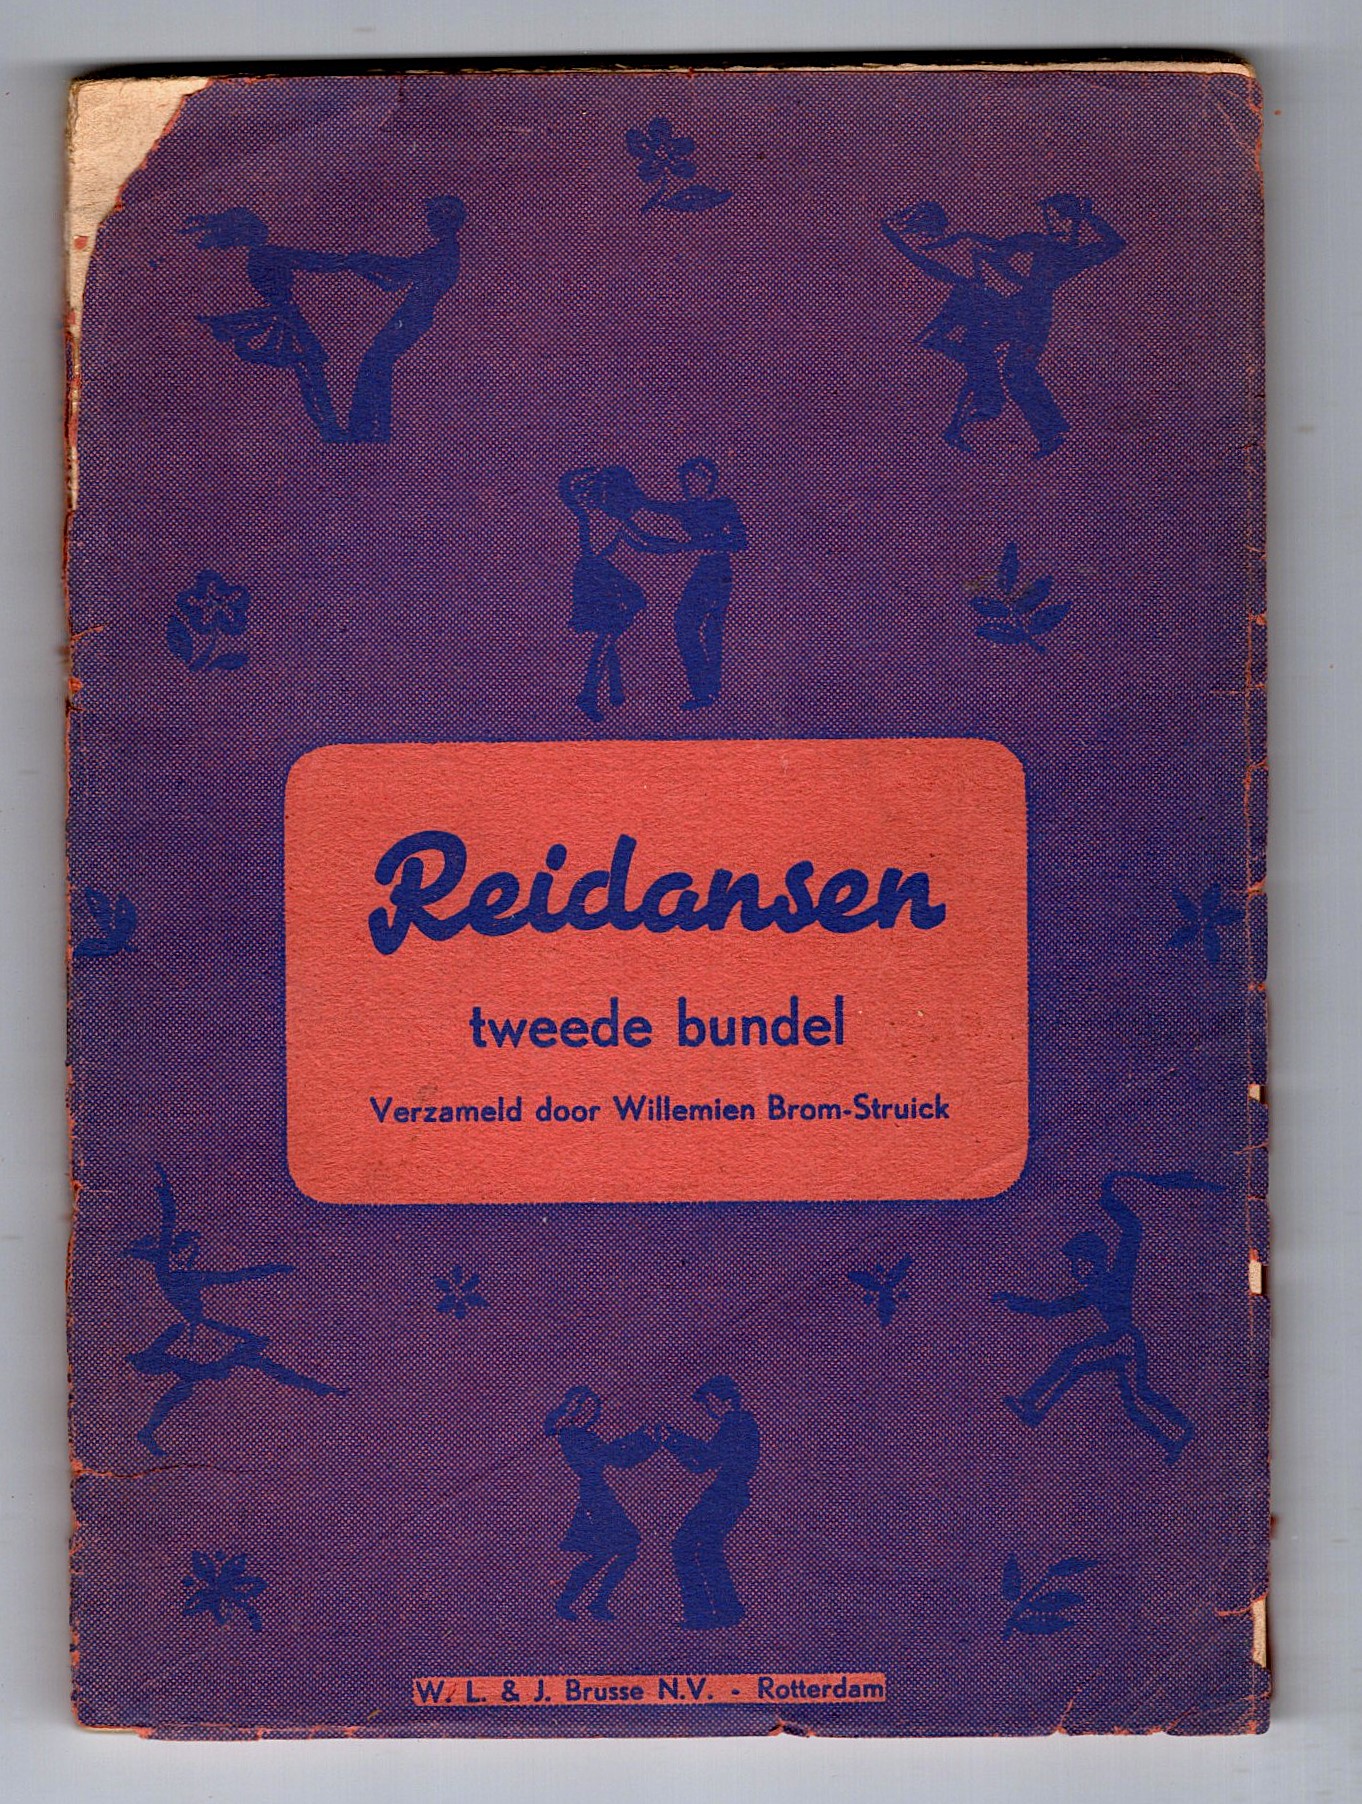 Reidansen
tweede bundel
Verzameld door Willemien Brom-Struick
W. L. & J. Brusse N.V. - Rotterdam